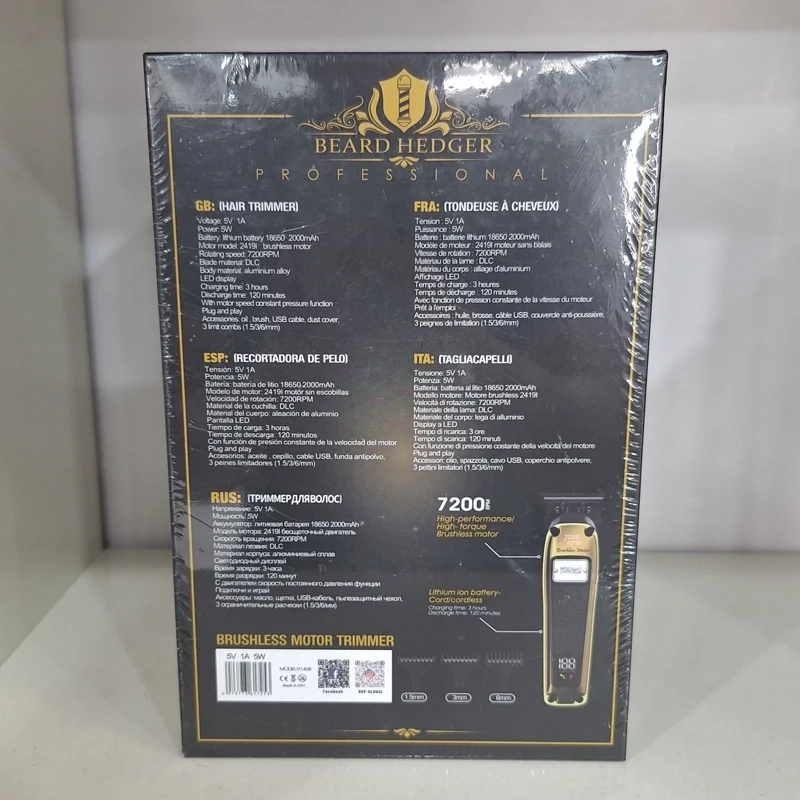 BEARD HEDGER
PROFESSIONAL
GB: (HAIR TRIMMER)
Voltage: 5V 1A
Power: 5W
Battery: lithium battery 18650 2000mAh
Motor model: 2419l brushless motor
Rotating speed: 7200RPM
Blade material: DLC
Body material: aluminium alloy
LED display
Charging time: 3 hours
Discharge time: 120 minutes
With motor speed constant pressure function
Plug and play
Accessories: oil , brush, USB cable, dust cover,
3 limit combs (1.5/3/6mm)
FRA: (TONDEUSE À CHEVEUX)
Tension : 5V 1A
Puissance : 5W
Batterie : batterie lithium 18650 2000mAh
Modèle de moteur : 2419l moteur sans balais
Vitesse de rotation : 7200RPM
Matériau de la lame : DLC
Matériau du corps : alliage d'aluminium
Affichage LED
Temps de charge : 3 heures
Temps de décharge : 120 minutes
Avec fonction de pression constante de la vitesse du moteur
Prêt à l'emploi
Accessoires : huile, brosse, câble USB, couvercle anti-poussière,
3 peignes de limitation (1.5/3/6mm)
ESP: (RECORTADORA DE PELO)
Tensión: 5V 1A
Potencia: 5W
Batería: batería de litio 18650 2000mAh
Modelo de motor: 2419l motór sin escobillas
Velocidad de rotación: 7200RPM
Material de la cuchilla: DLC
Material del cuerpo: aleación de aluminio
Pantalla LED
Tiempo de carga: 3 horas
Tiempo de descarga: 120 minutos
Con función de presión constante de la velocidad del motor
Plug and play
Accesorios: aceite , cepillo, cable USB, funda antipolvo,
3 peines limitadores (1.5/3/6mm)
ITA: (TAGLIACAPELLI)
Tensione: 5V 1A
Potenza: 5W
Batteria: batteria al litio 18650 2000mAh
Modello motore: Motore brushless 2419l
Velocità di rotazione: 7200RPM
Materiale della lama: DLC
Materiale del corpo: lega di alluminio
Display a LED
Tempo di ricarica: 3 ore
Tempo di scarica: 120 minuti
Con funzione di pressione costante della velocità del motore
Plug and play
Accessori: olio, spazzola, cavo USB, coperchio antipolvere,
3 pettini limitatori (1.5/3/6mm)
RUS: (ТРИММЕРДЛЯВОЛОС)
Напряжение: 5V 1A
Мощность: 5W
Аккумулятор: литиевая батарея 18650 2000mAh
Модель мотора: 2419l бесщеточный двигатель
Скорость вращения: 7200RPM
Материал лезвия: DLC
Материал корпуса: алюминиевый сплав
Светодиодный дисплей
Время зарядки: 3 часа
Время разрядки: 120 минут
С двигателем скорость постоянного давления функции
Подключи и играй
Аксессуары: масло, щетка, USB-кабель, пылезащитный чехол,
3 ограничительные расчески (1.5/3/6мм)
7200 RPM
High-performance/
High- torque
Brushless motor
7200
Brushless Motor
Lithium ion battery-
Cord/cordless
Charging time: 3 hours
Discharge time: 120 minutes
188
BRUSHLESS MOTOR TRIMMER
5V 1A 5W
CE
Facebook
1.5mm 3mm 6mm